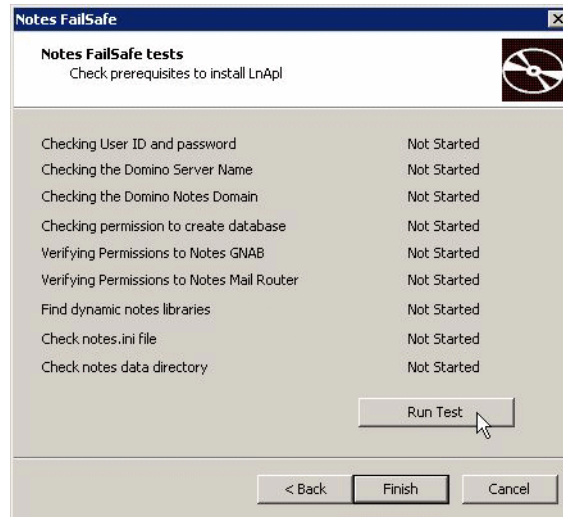 Notes FailSafe
Notes FailSafe tests
Check prerequisites to install LnApl
Checking User ID and password Not Started
Checking the Domino Server Name Not Started
Checking the Domino Notes Domain Not Started
Checking permission to create database Not Started
Verifying Permissions to Notes GNAB Not Started
Verifying Permissions to Notes Mail Router Not Started
Find dynamic notes libraries Not Started
Check notes.ini file Not Started
Check notes data directory Not Started
Run Test
< Back Finish Cancel